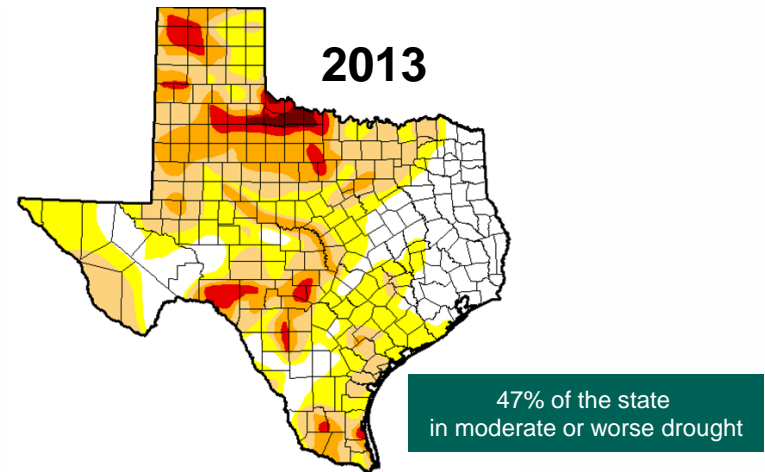 2013
47% of the state
in moderate or worse drought